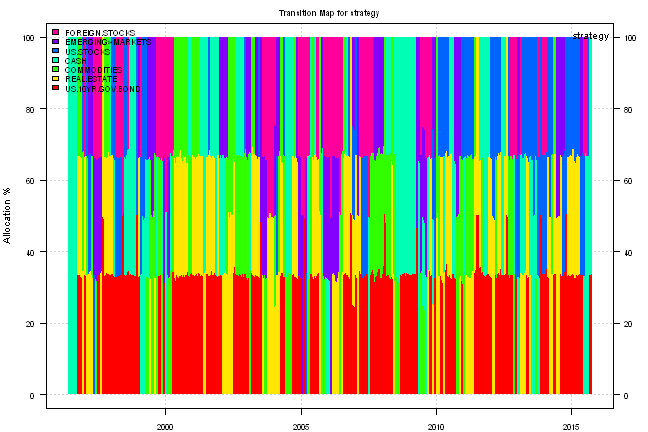 Transition Map for strategy
strategy
FOREIGN.STOCKS
EMERGING>MARKETS
US.STOCKS
CASH
COMMODITIES
REAL.ESTATE
US.10YR.GOV.BOND
Allocation %
100
80
60
40
20
0
100
80
60
40
20
0
2000 2005 2010 2015